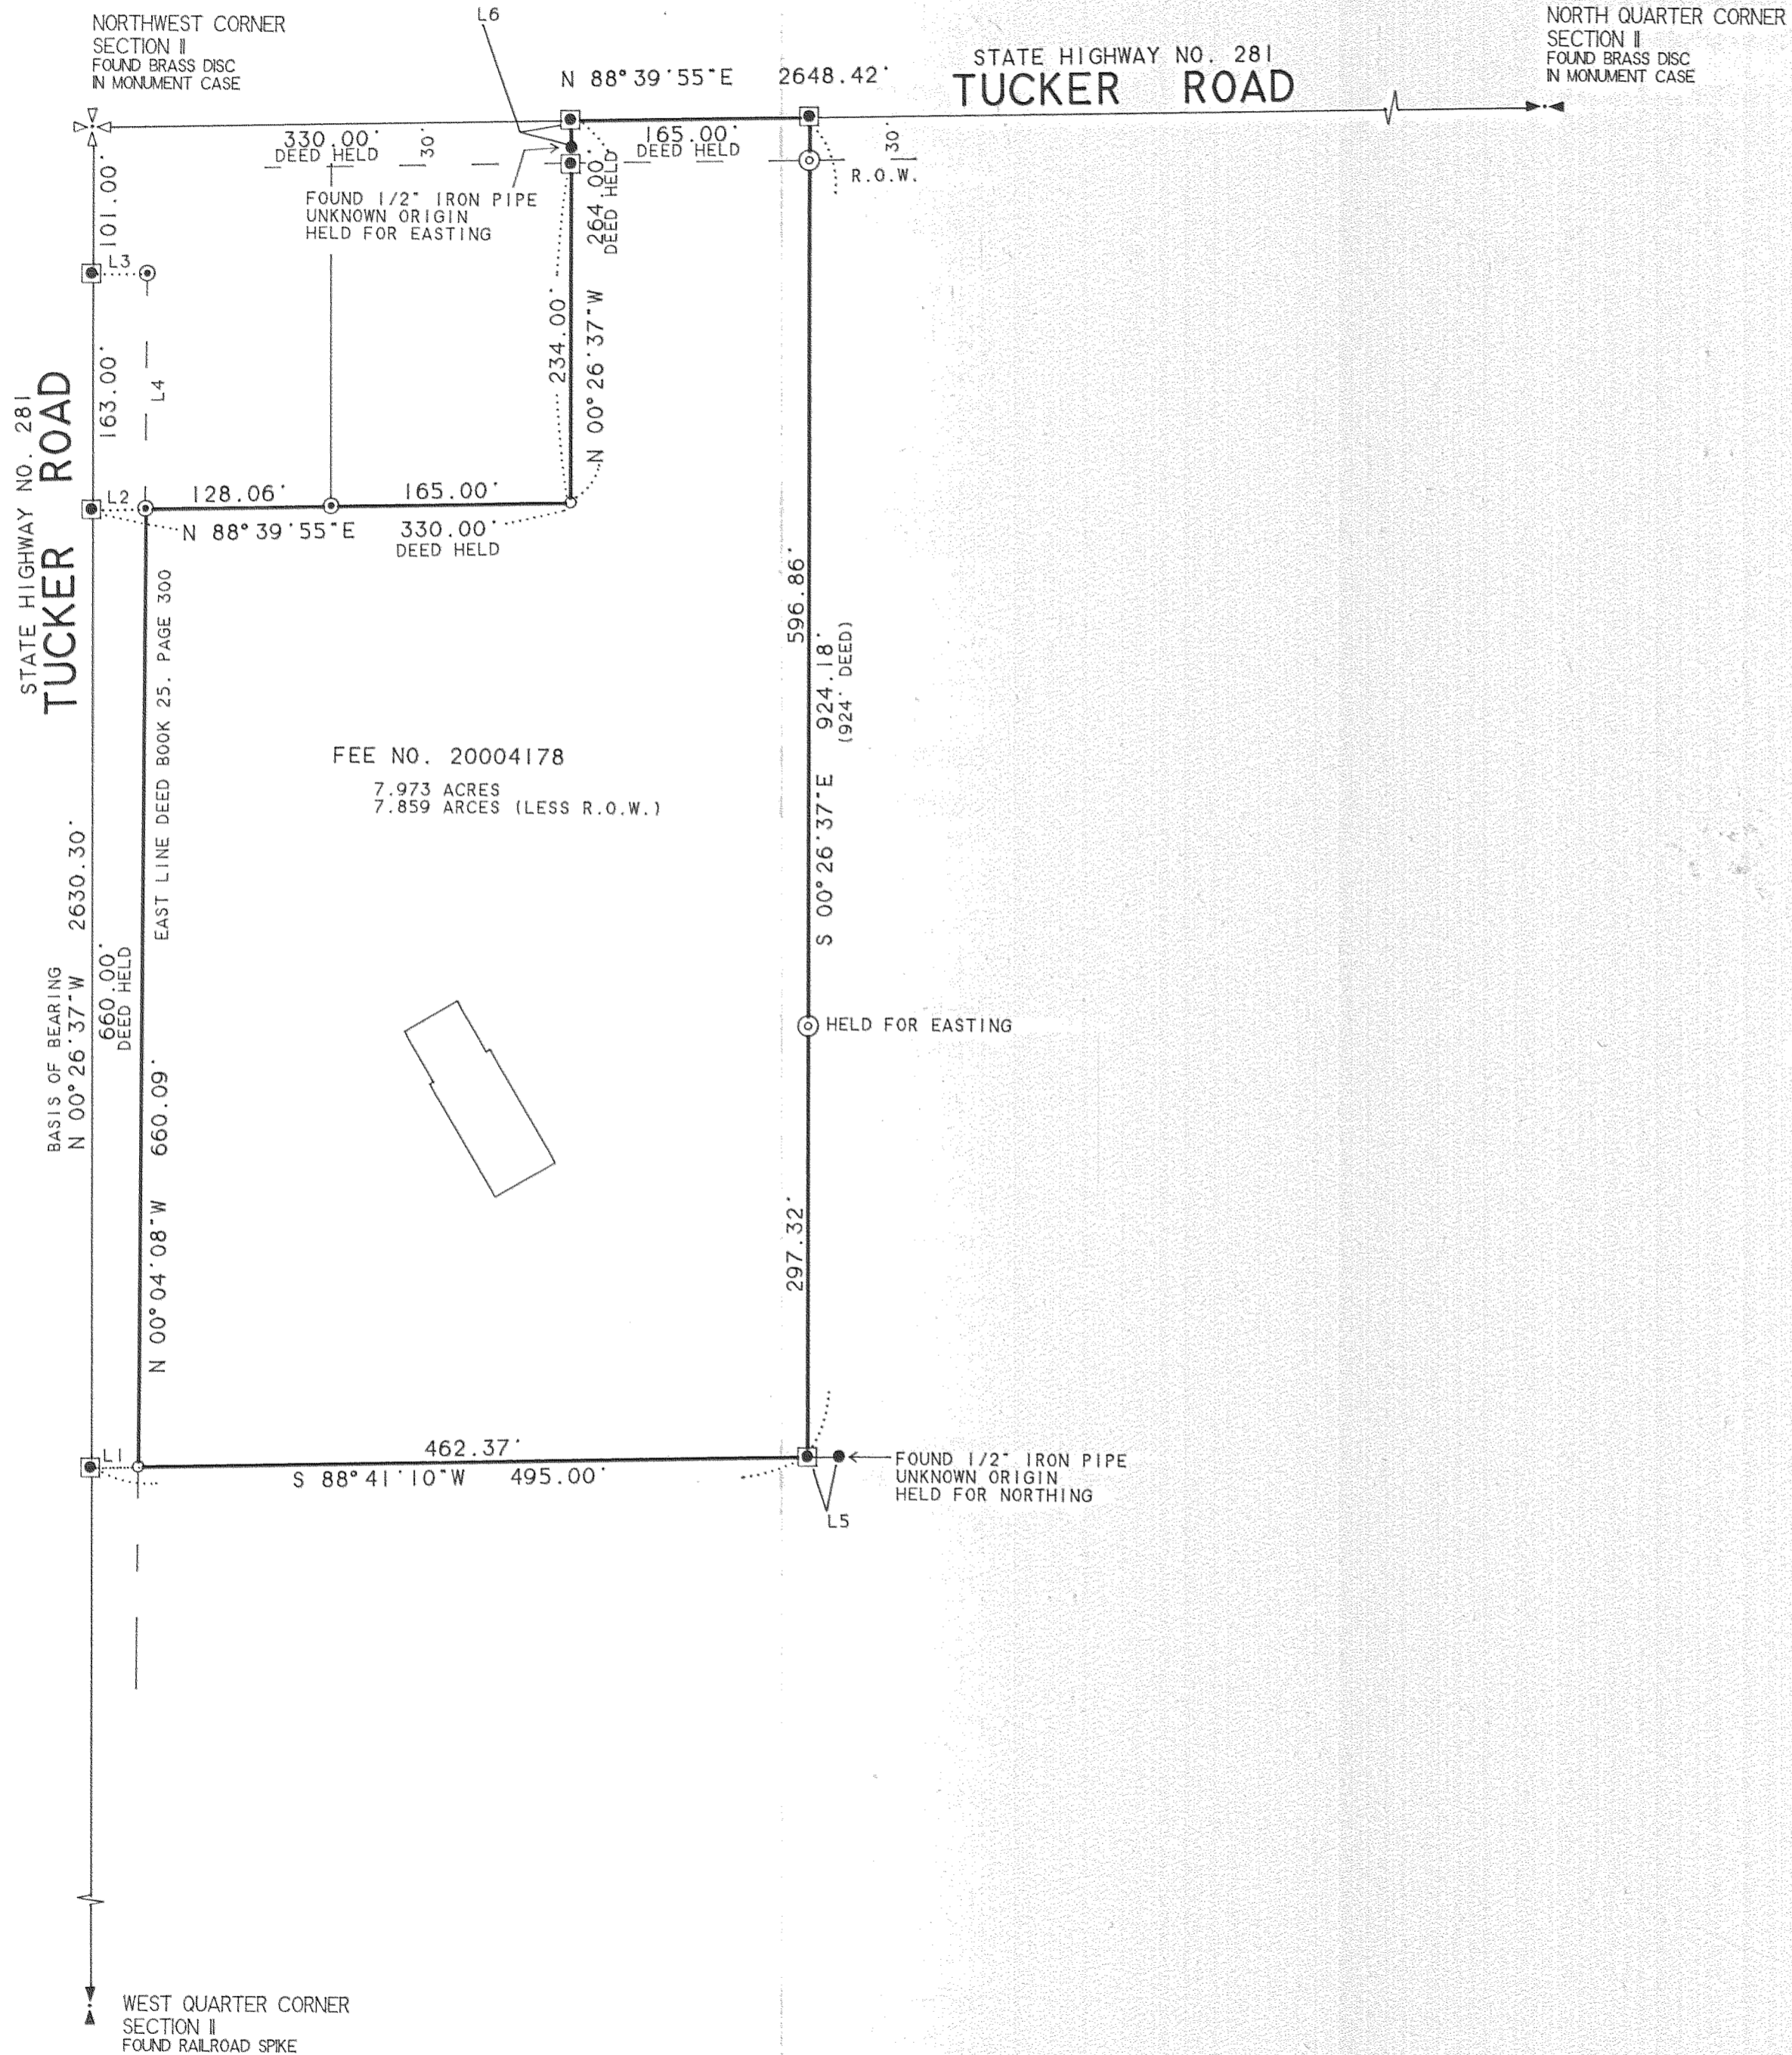 L6
NORTHWEST CORNER
SECTION 11
FOUND BRASS DISC
IN MONUMENT CASE
NORTH QUARTER CORNER
SECTION 11
FOUND BRASS DISC
IN MONUMENT CASE
STATE HIGHWAY NO. 281
TUCKER ROAD
N 88°39'55"E 2648.42'
330.00'
DEED HELD
30'
165.00'
DEED HELD
30'
R.O.W.
FOUND 1/2" IRON PIPE
UNKNOWN ORIGIN
HELD FOR EASTING
101.00'
L3
163.00'
L4
264.00'
DEED HELD
234.00'
N 00°26'37"W
STATE HIGHWAY NO. 281
TUCKER ROAD
L2
128.06'
165.00'
N 88°39'55"E 330.00'
DEED HELD
EAST LINE DEED BOOK 25. PAGE 300
596.86'
S 00°26'37"E 924.18'
(924' DEED)
FEE NO. 20004178
7.973 ACRES
7.859 ARCES (LESS R.O.W.)
BASIS OF BEARING
N 00°26'37"W 2630.30'
660.00'
DEED HELD
N 00°04'08"W 660.09'
HELD FOR EASTING
297.32'
L1
462.37'
S 88°41'10"W 495.00'
FOUND 1/2" IRON PIPE
UNKNOWN ORIGIN
HELD FOR NORTHING
L5
WEST QUARTER CORNER
SECTION 11
FOUND RAILROAD SPIKE